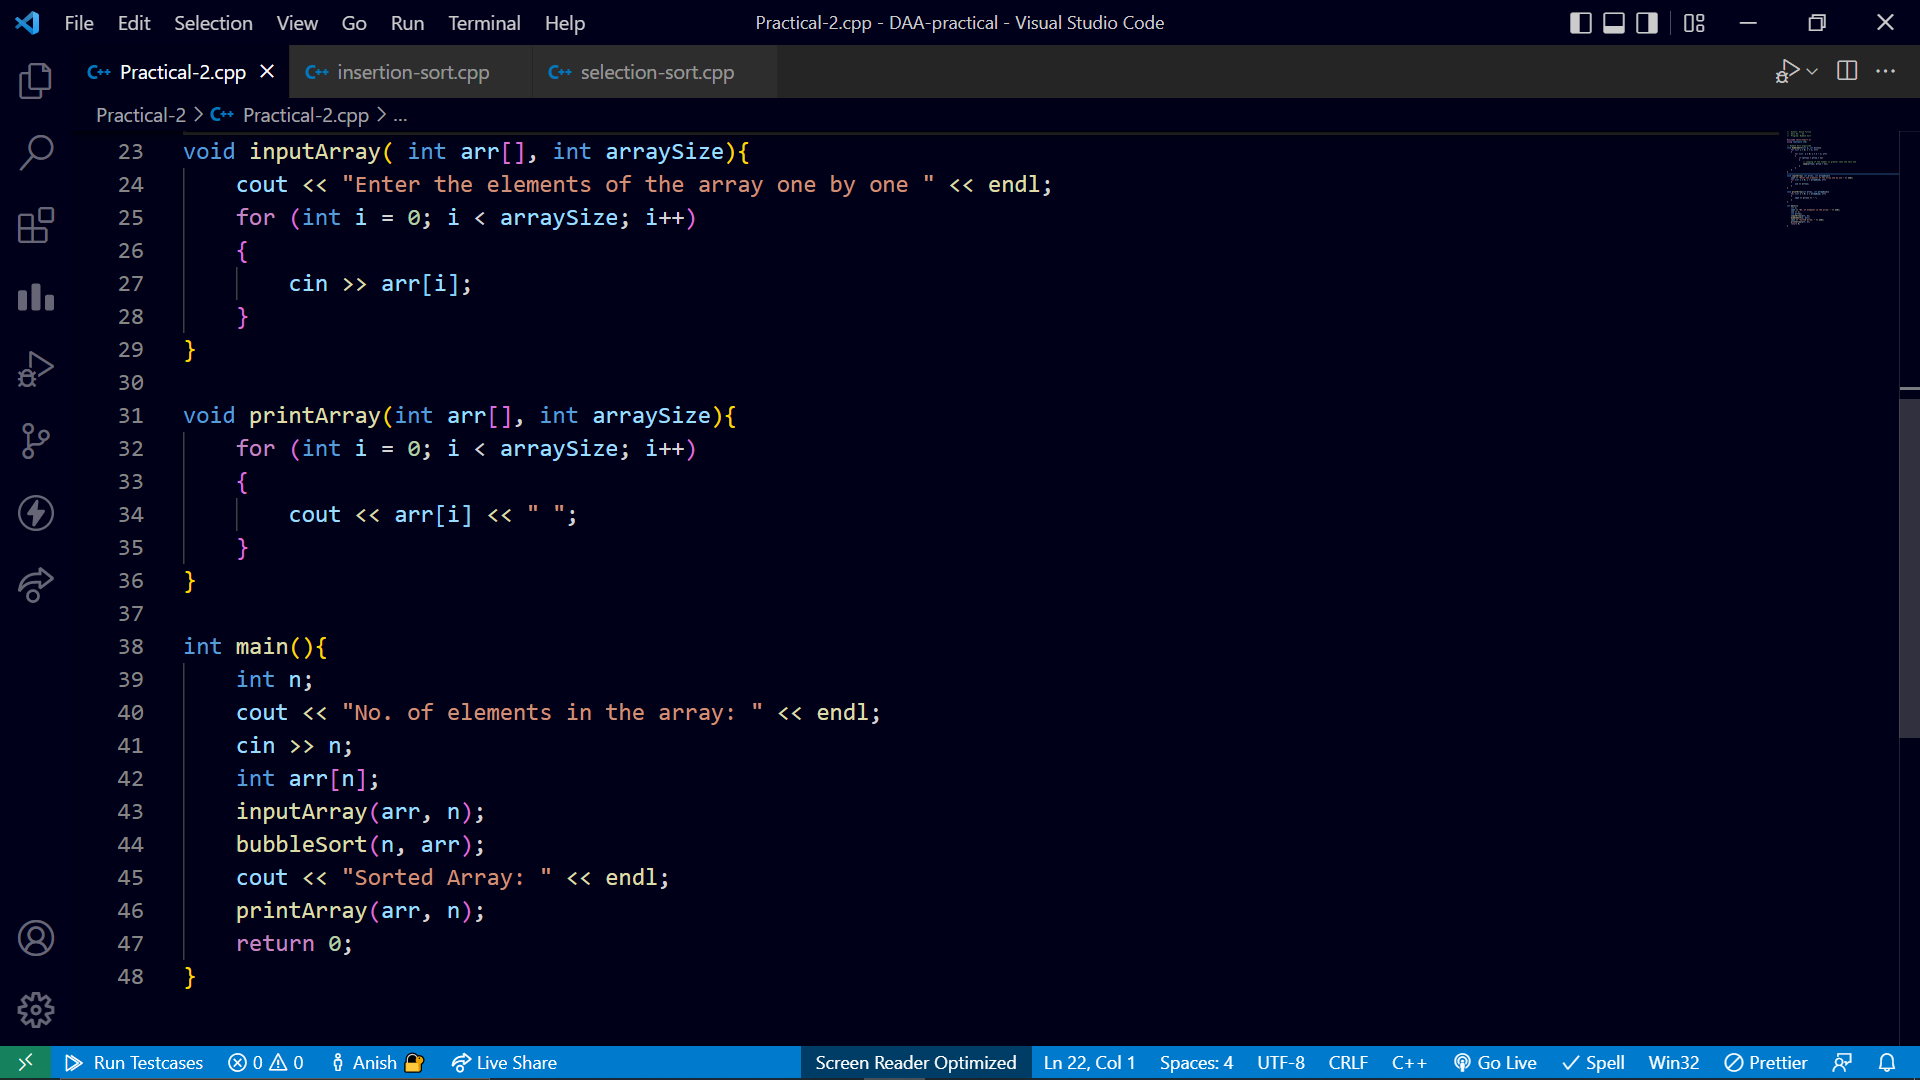 File Edit Selection View Go Run Terminal Help Practical-2.cpp - DAA-practical - Visual Studio Code
C++ Practical-2.cpp C++ insertion-sort.cpp C++ selection-sort.cpp
Practical-2 > C++ Practical-2.cpp > ...
23 void inputArray( int arr[], int arraySize){
24 cout << "Enter the elements of the array one by one " << endl;
25 for (int i = 0; i < arraySize; i++)
26 {
27 cin >> arr[i];
28 }
29 }
30
31 void printArray(int arr[], int arraySize){
32 for (int i = 0; i < arraySize; i++)
33 {
34 cout << arr[i] << " ";
35 }
36 }
37
38 int main(){
39 int n;
40 cout << "No. of elements in the array: " << endl;
41 cin >> n;
42 int arr[n];
43 inputArray(arr, n);
44 bubbleSort(n, arr);
45 cout << "Sorted Array: " << endl;
46 printArray(arr, n);
47 return 0;
48 }
Run Testcases 0 0 Anish Live Share Screen Reader Optimized Ln 22, Col 1 Spaces: 4 UTF-8 CRLF C++ Go Live Spell Win32 Prettier